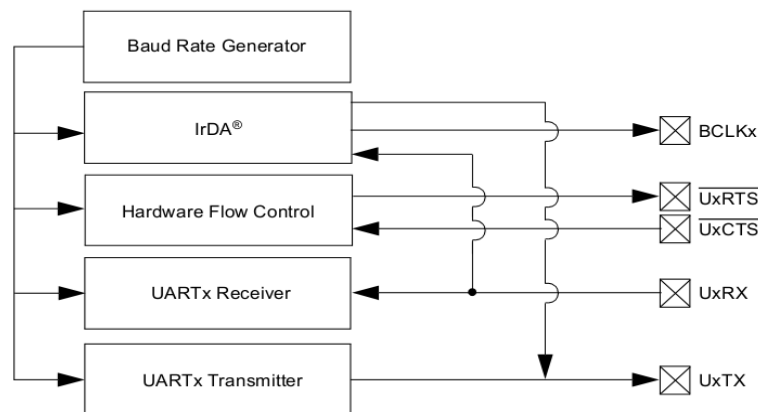 Baud Rate Generator
IrDA®
BCLKx
Hardware Flow Control
UxRTS
UxCTS
UARTx Receiver
UxRX
UARTx Transmitter
UxTX